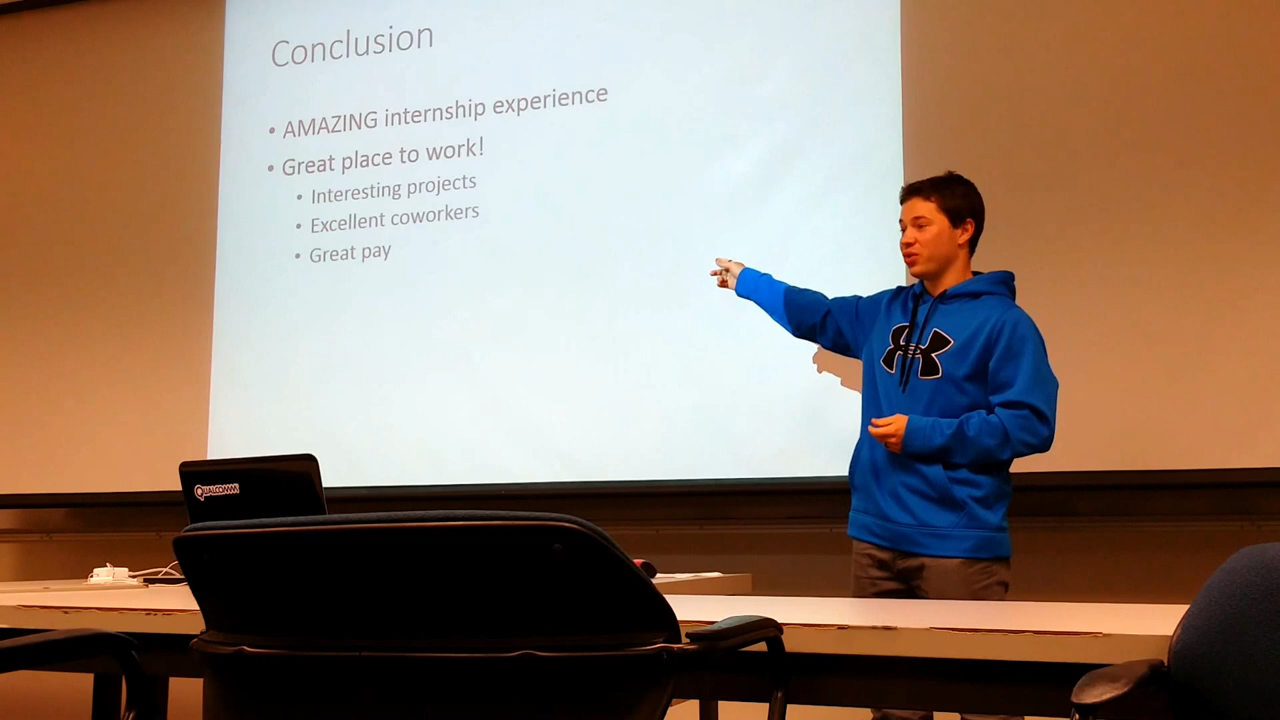 Conclusion
• AMAZING internship experience
• Great place to work!
• Interesting projects
• Excellent coworkers
• Great pay
QUALCOMM